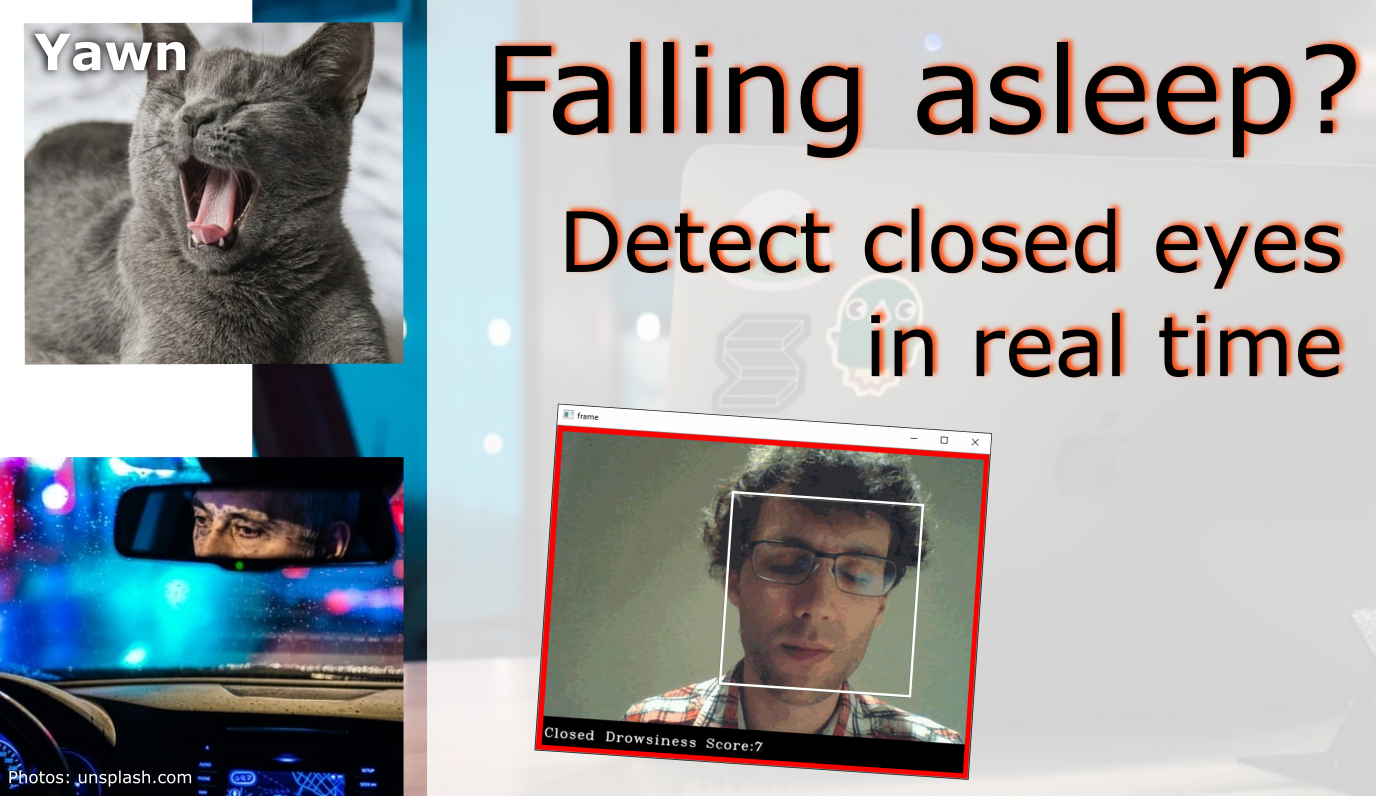 Yawn
Falling asleep?
Detect closed eyes
in real time
frame
Closed Drowsiness Score:7
Photos: unsplash.com